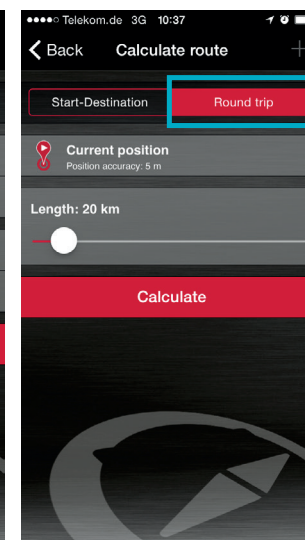 Telekom.de 3G 10:37
Back Calculate route
Start-Destination Round trip
Current position
Position accuracy: 5 m
Length: 20 km
Calculate